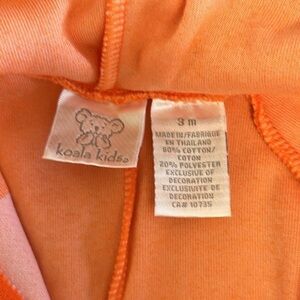 koala kids
3 m
MADE IN/FABRIQUE
EN THAILAND
80% COTTON/
COTON
20% POLYESTER
EXCLUSIVE OF
DECORATION
EXCLUSIVITE DE
DECORATION
CA# 10735